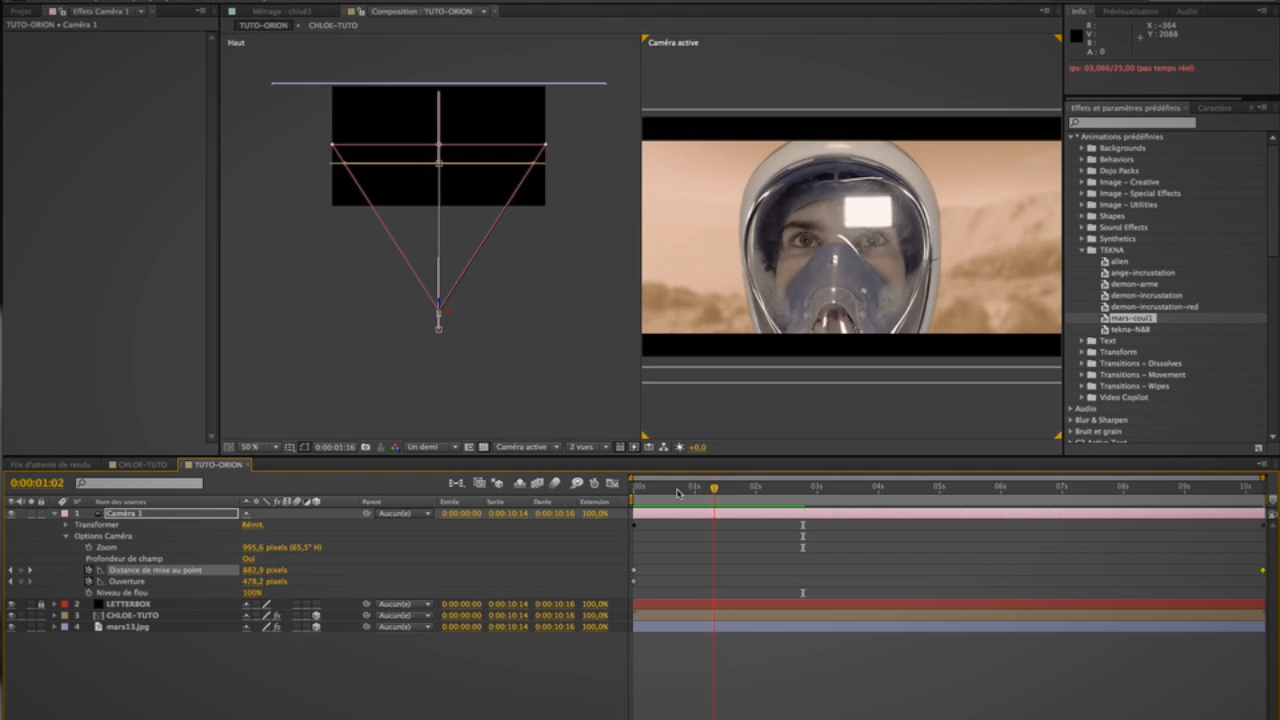 Projet Effets Caméra 1
TUTO-ORION • Caméra 1
Métrage : chloé1 Composition : TUTO-ORION
TUTO-ORION CHLOE-TUTO
Haut
Caméra active
50 % 0:00:01:16 Un demi Caméra active 2 vues +0,0
Info Prévisualisation Audio
R :
V :
B :
A : 0
X : -364
Y : 2088
ips: 03,060/25,00 (pas temps réel)
Effets et paramètres prédéfinis Caractère
* Animations prédéfinies
Backgrounds
Behaviors
Dojo Packs
Image – Creative
Image – Special Effects
Image – Utilities
Shapes
Sound Effects
Synthetics
TEKNA
alien
ange-incrustation
demon-arme
demon-incrustation
demon-incrustation-red
mars-coul1
tekna-N&B
Text
Transform
Transitions – Dissolves
Transitions – Movement
Transitions – Wipes
Video Copilot
Audio
Blur & Sharpen
Bruit et grain
File d'attente de rendu CHLOE-TUTO TUTO-ORION
0:00:01:02
N° Nom des sources Parent Entrée Sortie Durée Extension
:00s 01s 02s 03s 04s 05s 06s 07s 08s 09s 10s
1 Caméra 1 Aucun(e) 0:00:00:00 0:00:10:14 0:00:10:16 100,0%
Transformer Réinit.
Options Caméra
Zoom 995,6 pixels (65,5° H)
Profondeur de champ Oui
Distance de mise au point 882,9 pixels
Ouverture 478,2 pixels
Niveau de flou 100%
2 LETTERBOX Aucun(e) 0:00:00:00 0:00:10:14 0:00:10:16 100,0%
3 CHLOE-TUTO Aucun(e) 0:00:00:00 0:00:10:14 0:00:10:16 100,0%
4 mars13.jpg Aucun(e) 0:00:00:00 0:00:10:14 0:00:10:16 100,0%